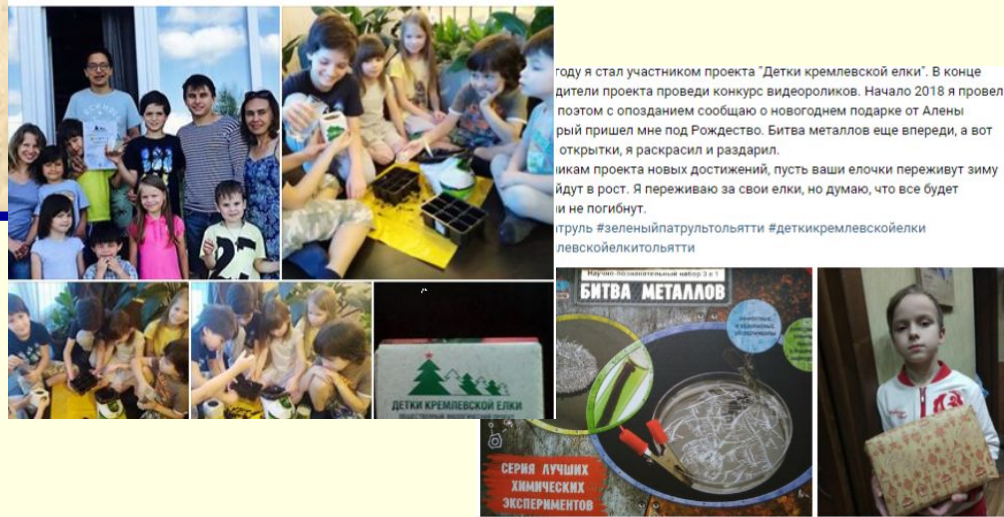 году я стал участником проекта "Детки кремлевской елки". В конце
дители проекта проведи конкурс видеороликов. Начало 2018 я провел
поэтом с опозданием сообщаю о новогоднем подарке от Алены
рый пришел мне под Рождество. Битва металлов еще впереди, а вот
открытки, я раскрасил и раздарил.
икам проекта новых достижений, пусть ваши елочки переживут зиму
йдут в рост. Я переживаю за свои елки, но думаю, что все будет
и не погибнут.
атруль #зеленыйпатрультольятти #деткикремлевскойелки
левскойелкитольятти
Научно-познавательный набор 3 в 1
БИТВА МЕТАЛЛОВ
ДЕТКИ КРЕМЛЕВСКОЙ ЕЛКИ
СЕРИЯ ЛУЧШИХ
ХИМИЧЕСКИХ
ЭКСПЕРИМЕНТОВ
25